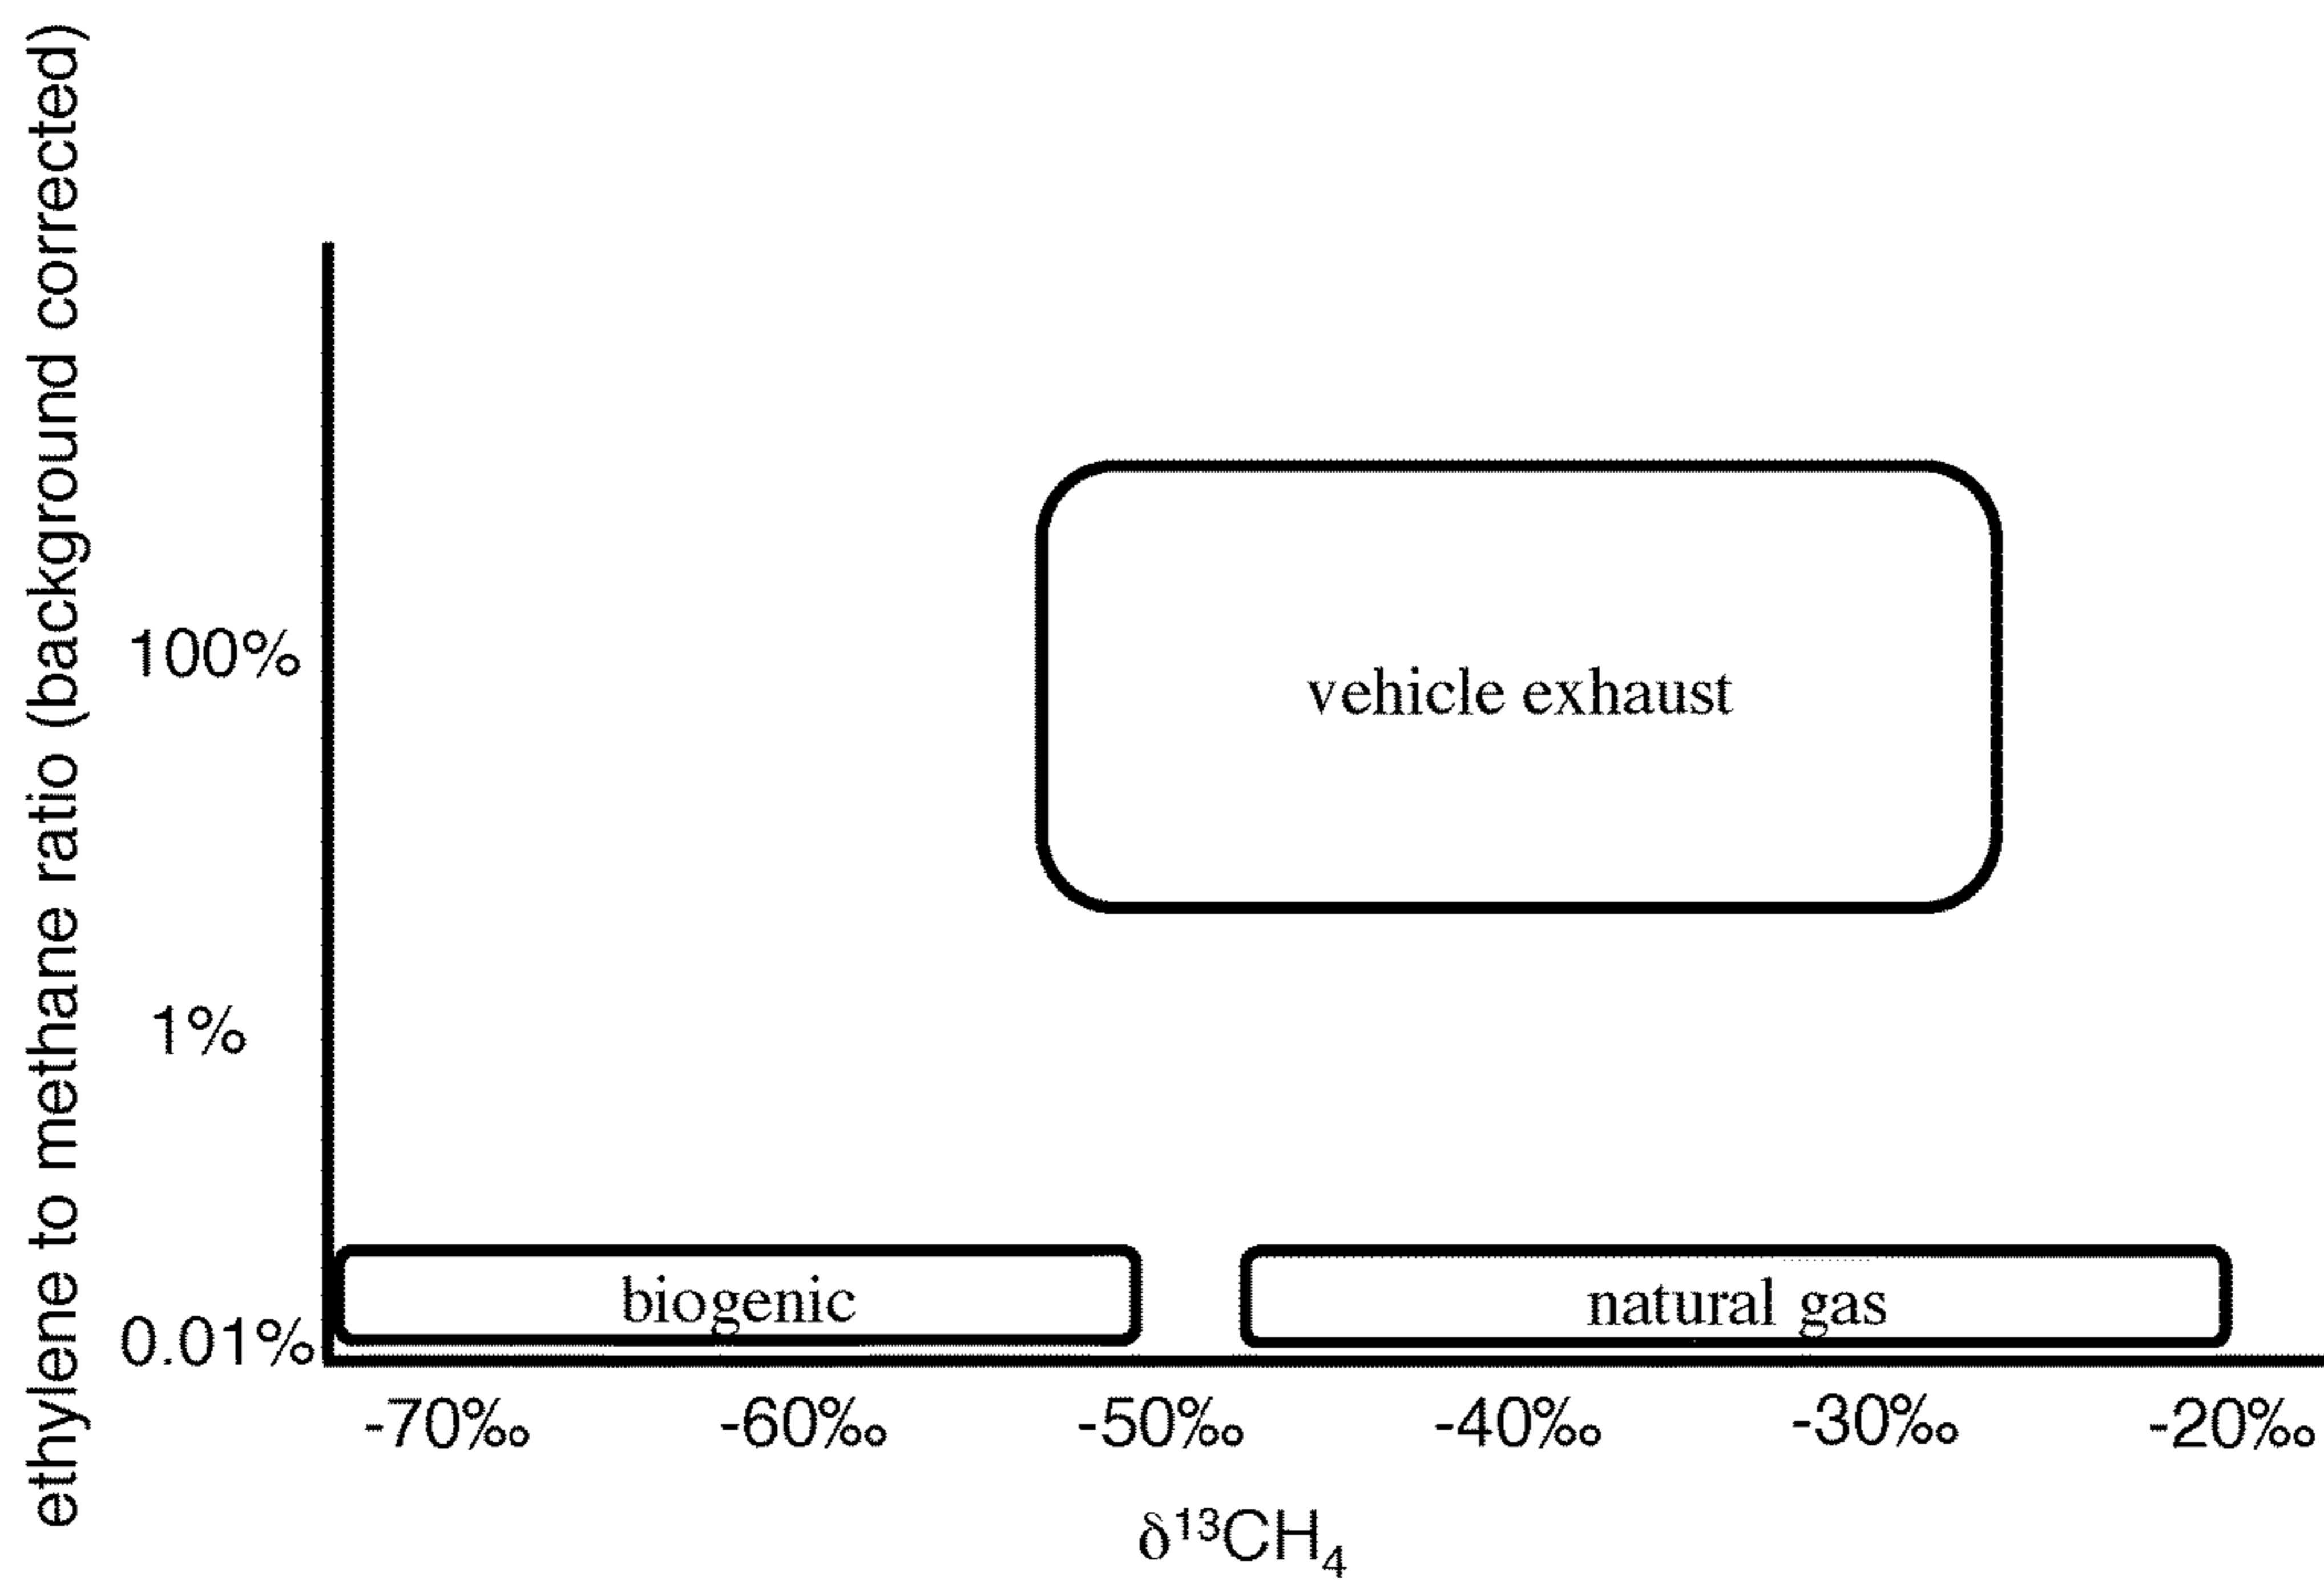 ethylene to methane ratio (background corrected)
100%
vehicle exhaust
1%
biogenic
natural gas
0.01%
-70‰ -60‰ -50‰ -40‰ -30‰ -20‰
δ¹³CH₄